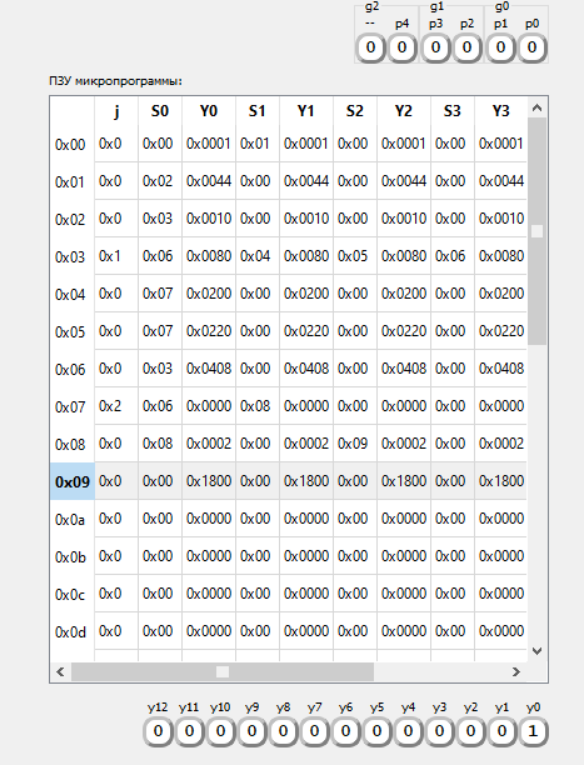 g2 g1 g0
-- p4 p3 p2 p1 p0
0 0 0 0 0 0
ПЗУ микропрограммы:
j S0 Y0 S1 Y1 S2 Y2 S3 Y3
0x00 0x0 0x00 0x0001 0x01 0x0001 0x00 0x0001 0x00 0x0001
0x01 0x0 0x02 0x0044 0x00 0x0044 0x00 0x0044 0x00 0x0044
0x02 0x0 0x03 0x0010 0x00 0x0010 0x00 0x0010 0x00 0x0010
0x03 0x1 0x06 0x0080 0x04 0x0080 0x05 0x0080 0x06 0x0080
0x04 0x0 0x07 0x0200 0x00 0x0200 0x00 0x0200 0x00 0x0200
0x05 0x0 0x07 0x0220 0x00 0x0220 0x00 0x0220 0x00 0x0220
0x06 0x0 0x03 0x0408 0x00 0x0408 0x00 0x0408 0x00 0x0408
0x07 0x2 0x06 0x0000 0x08 0x0000 0x00 0x0000 0x00 0x0000
0x08 0x0 0x08 0x0002 0x00 0x0002 0x09 0x0002 0x00 0x0002
0x09 0x0 0x00 0x1800 0x00 0x1800 0x00 0x1800 0x00 0x1800
0x0a 0x0 0x00 0x0000 0x00 0x0000 0x00 0x0000 0x00 0x0000
0x0b 0x0 0x00 0x0000 0x00 0x0000 0x00 0x0000 0x00 0x0000
0x0c 0x0 0x00 0x0000 0x00 0x0000 0x00 0x0000 0x00 0x0000
0x0d 0x0 0x00 0x0000 0x00 0x0000 0x00 0x0000 0x00 0x0000
y12 y11 y10 y9 y8 y7 y6 y5 y4 y3 y2 y1 y0
0 0 0 0 0 0 0 0 0 0 0 0 1